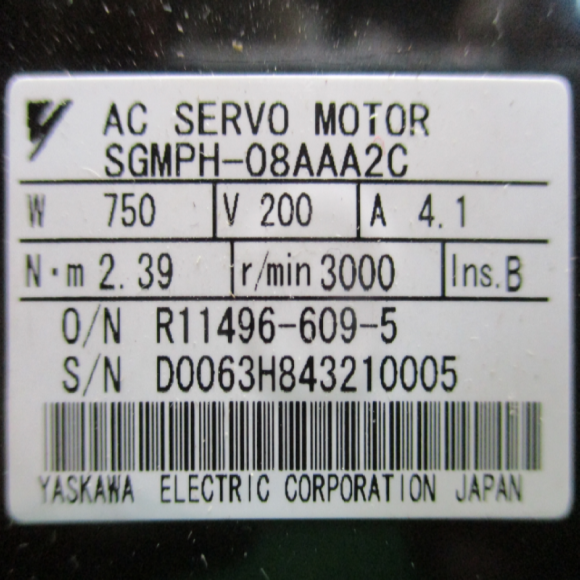 AC SERVO MOTOR
SGMPH-08AAA2C
W 750 V 200 A 4.1
N·m 2.39 r/min 3000 Ins. B
O/N R11496-609-5
S/N D0063H843210005
YASKAWA ELECTRIC CORPORATION JAPAN